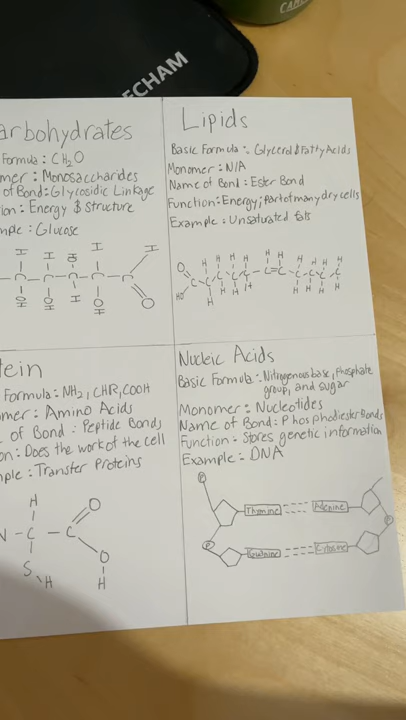 CAM
MECHAM
arbohydrates
Formula: CH2O
mer: Monosaccharides
of Bond: Glycosidic Linkage
ion: Energy & Structure
mple: Glucose
Lipids
Basic Formula: Glycerol & Fatty Acids
Monomer: N/A
Name of Bond: Ester Bond
Function: Energy; Part of many dry cells
Example: Unsaturated fats
O
H H H H H H H H H H
HO C C C C C C=C C C C C
H H H H H H H H
tein
Formula: NH2, CHR, COOH
mer: Amino Acids
of Bond: Peptide Bonds
on: Does the work of the cell
mple: Transfer Proteins
H O
N - C - C
S H O
H
Nucleic Acids
Basic Formula: Nitrogenous base, Phosphate
group, and sugar
Monomer: Nucleotides
Name of Bond: Phosphodiester Bonds
Function: Stores genetic information
Example: DNA
P
Thymine Adenine
P P
Guanine Cytosine